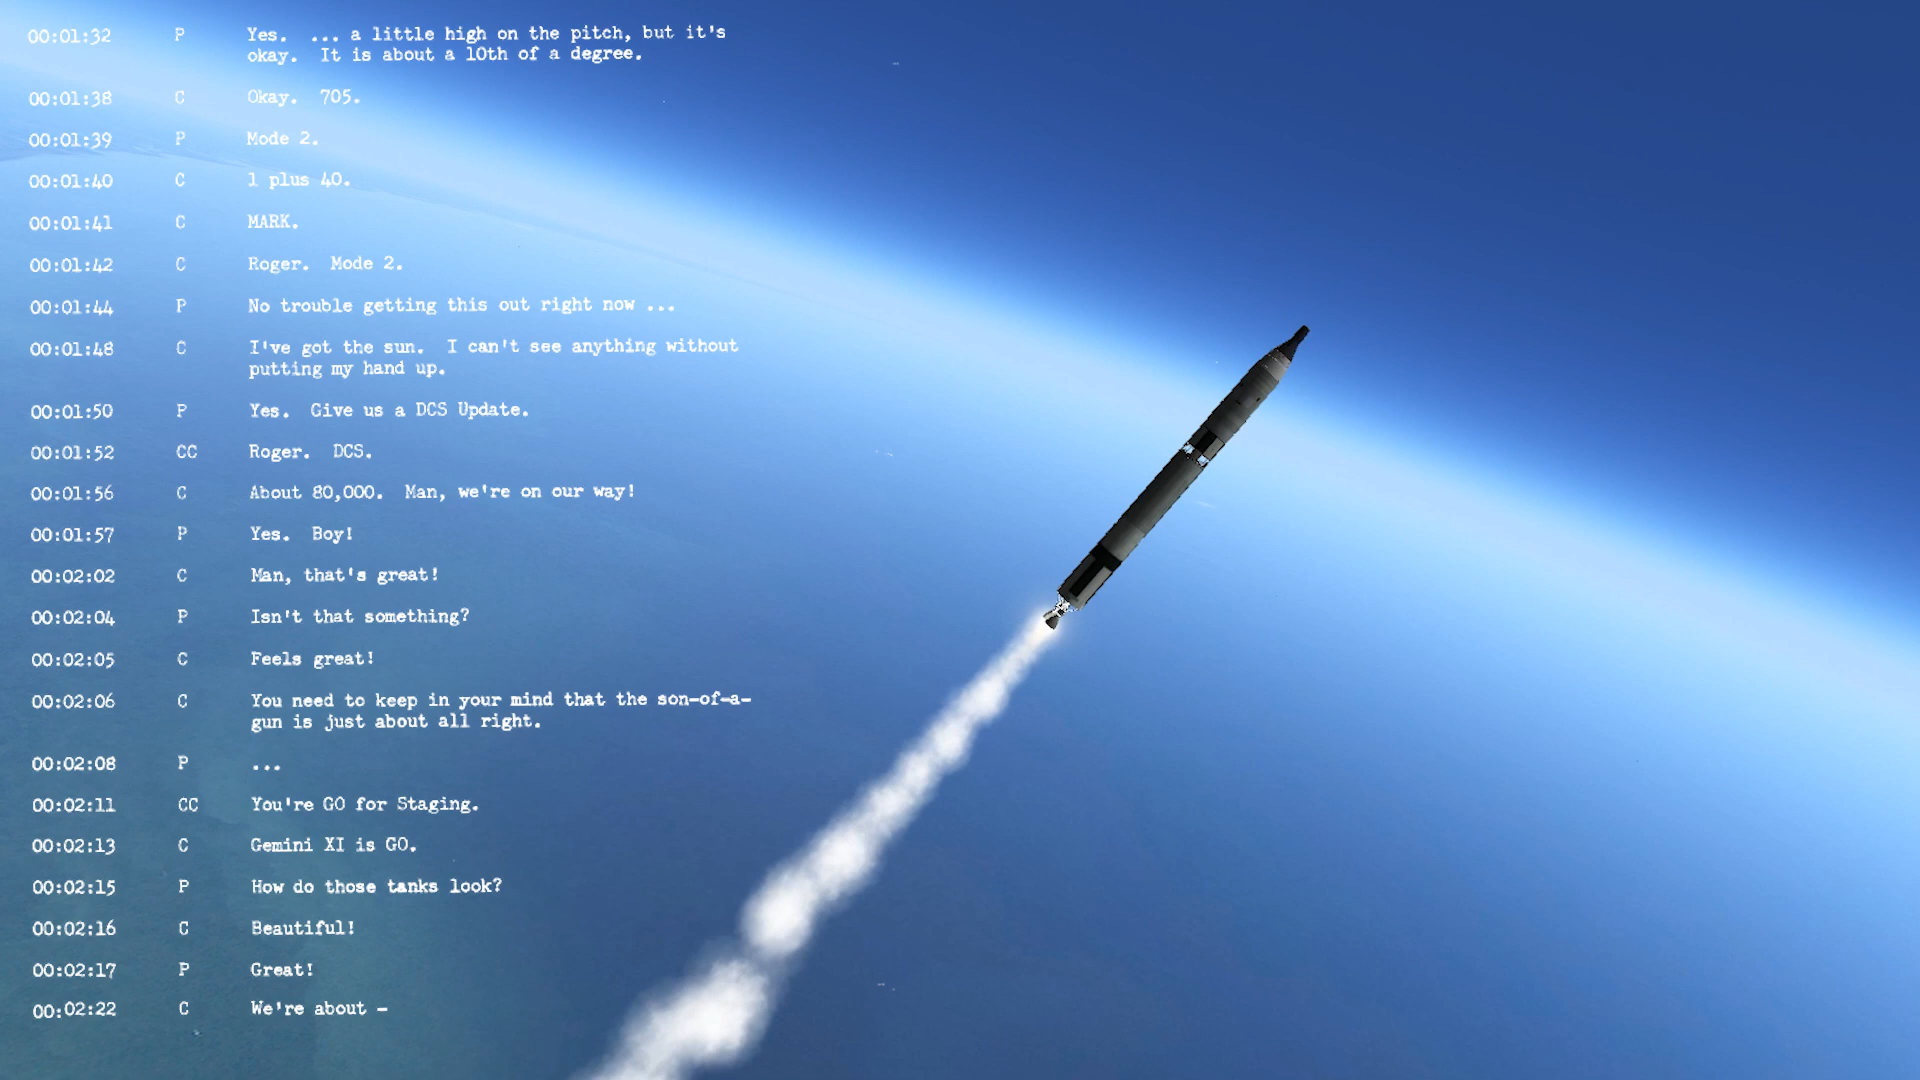 00:01:32 P Yes. ... a little high on the pitch, but it's
okay. It is about a 10th of a degree.
00:01:38 C Okay. 705.
00:01:39 P Mode 2.
00:01:40 C 1 plus 40.
00:01:41 C MARK.
00:01:42 C Roger. Mode 2.
00:01:44 P No trouble getting this out right now ...
00:01:48 C I've got the sun. I can't see anything without
putting my hand up.
00:01:50 P Yes. Give us a DCS Update.
00:01:52 CC Roger. DCS.
00:01:56 C About 80,000. Man, we're on our way!
00:01:57 P Yes. Boy!
00:02:02 C Man, that's great!
00:02:04 P Isn't that something?
00:02:05 C Feels great!
00:02:06 C You need to keep in your mind that the son-of-a-
gun is just about all right.
00:02:08 P ...
00:02:11 CC You're GO for Staging.
00:02:13 C Gemini XI is GO.
00:02:15 P How do those tanks look?
00:02:16 C Beautiful!
00:02:17 P Great!
00:02:22 C We're about -